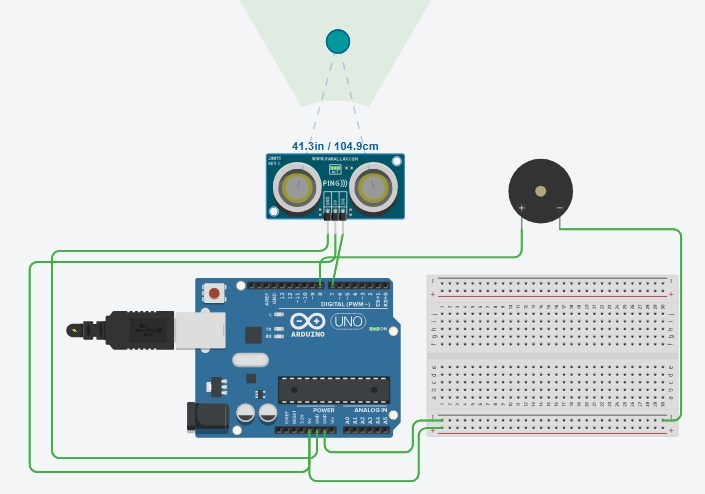 41.3in / 104.9cm
28015
REV C
WWW.PARALLAX.COM
PING)))
GND
5V
SIG
+
−
AREF
GND
13
12
~11
~10
~9
8
7
~6
~5
4
~3
2
TX→1
RX←0
DIGITAL (PWM~)
L
TX
RX
UNO
ON
ARDUINO
POWER
ANALOG IN
IOREF
RESET
3.3V
5V
GND
GND
Vin
A0
A1
A2
A3
A4
A5